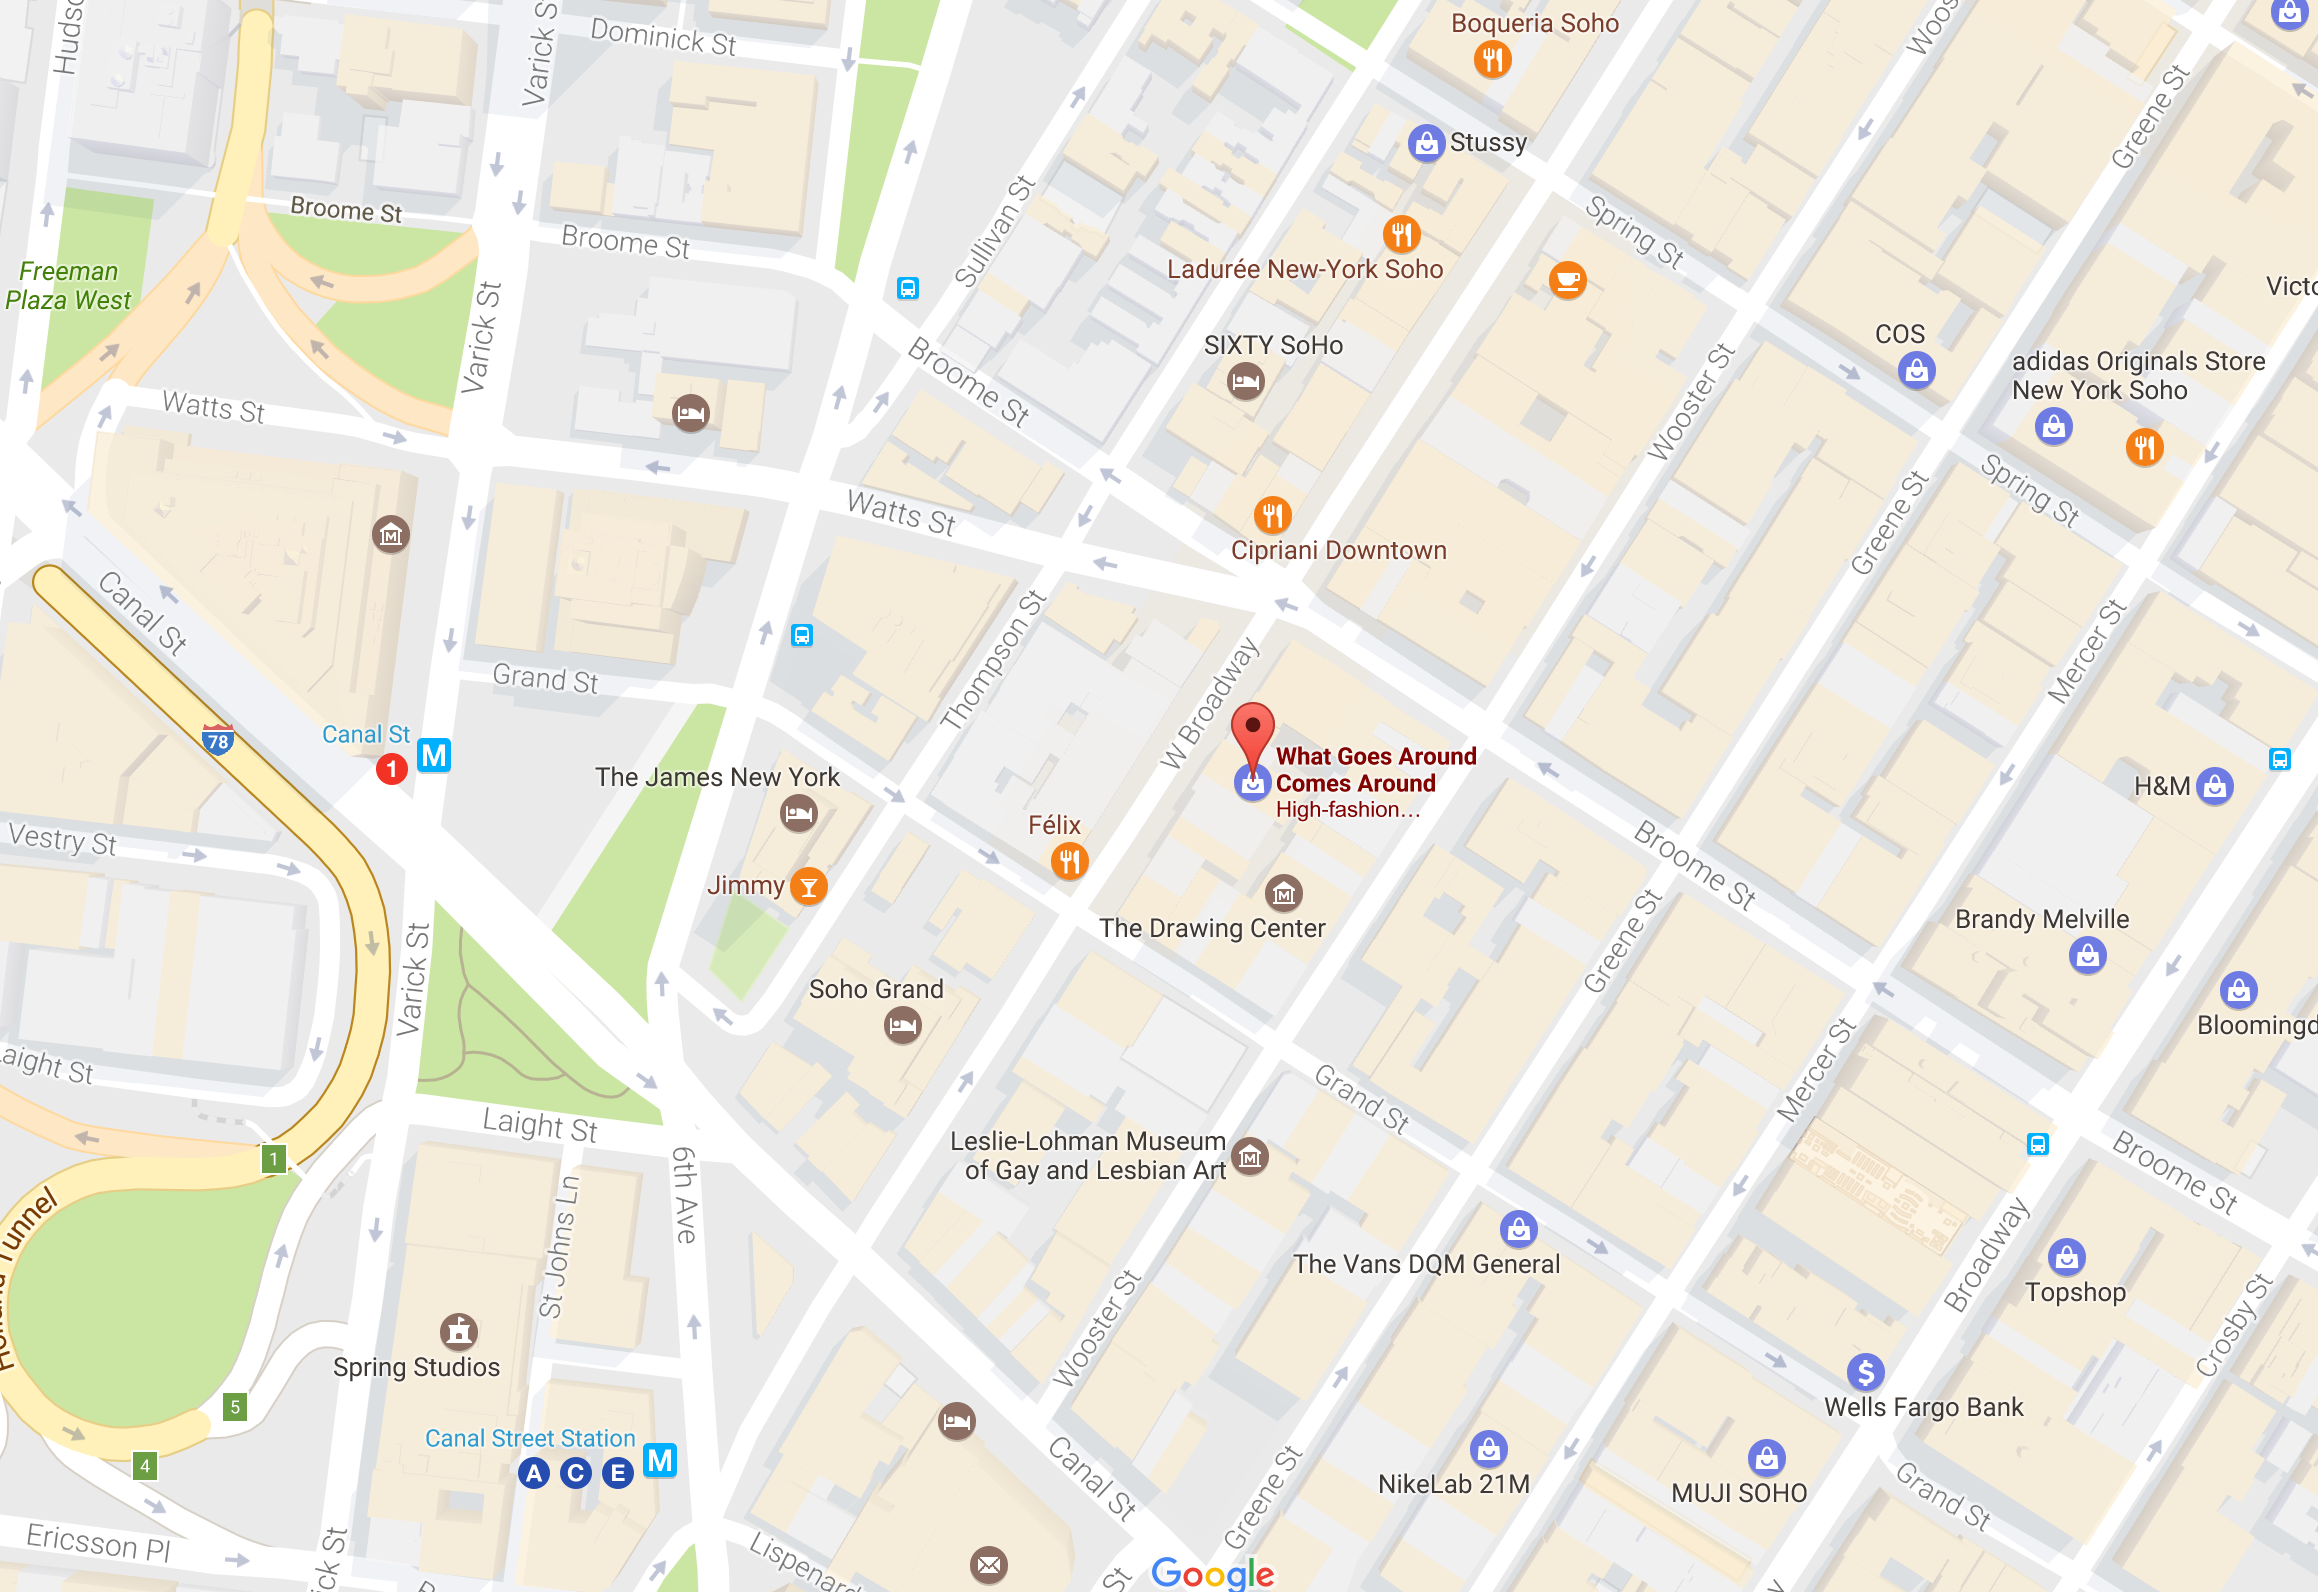 Hudso
Varick St
Dominick St
Boqueria Soho
Woos
Greene St
Stussy
Broome St
Broome St
Sullivan St
Spring St
Freeman
Plaza West
Ladurée New-York Soho
Victo
Varick St
SIXTY SoHo
COS
adidas Originals Store
New York Soho
Watts St
Broome St
Wooster St
Greene St
Spring St
Watts St
Cipriani Downtown
Canal St
Thompson St
W Broadway
Mercer St
Grand St
78
Canal St
M
1
The James New York
What Goes Around
Comes Around
High-fashion...
H&M
Vestry St
Félix
Broome St
Jimmy
The Drawing Center
Greene St
Brandy Melville
Varick St
Soho Grand
Bloomingd
Laight St
Mercer St
Grand St
Laight St
1
6th Ave
Leslie-Lohman Museum
of Gay and Lesbian Art
Broome St
Holland Tunnel
St Johns Ln
The Vans DQM General
Broadway
Topshop
Wooster St
Crosby St
Spring Studios
5
Wells Fargo Bank
Canal Street Station
A C E
M
4
Canal St
Greene St
NikeLab 21M
MUJI SOHO
Grand St
Ericsson Pl
rick St
Lispenard
St
Google